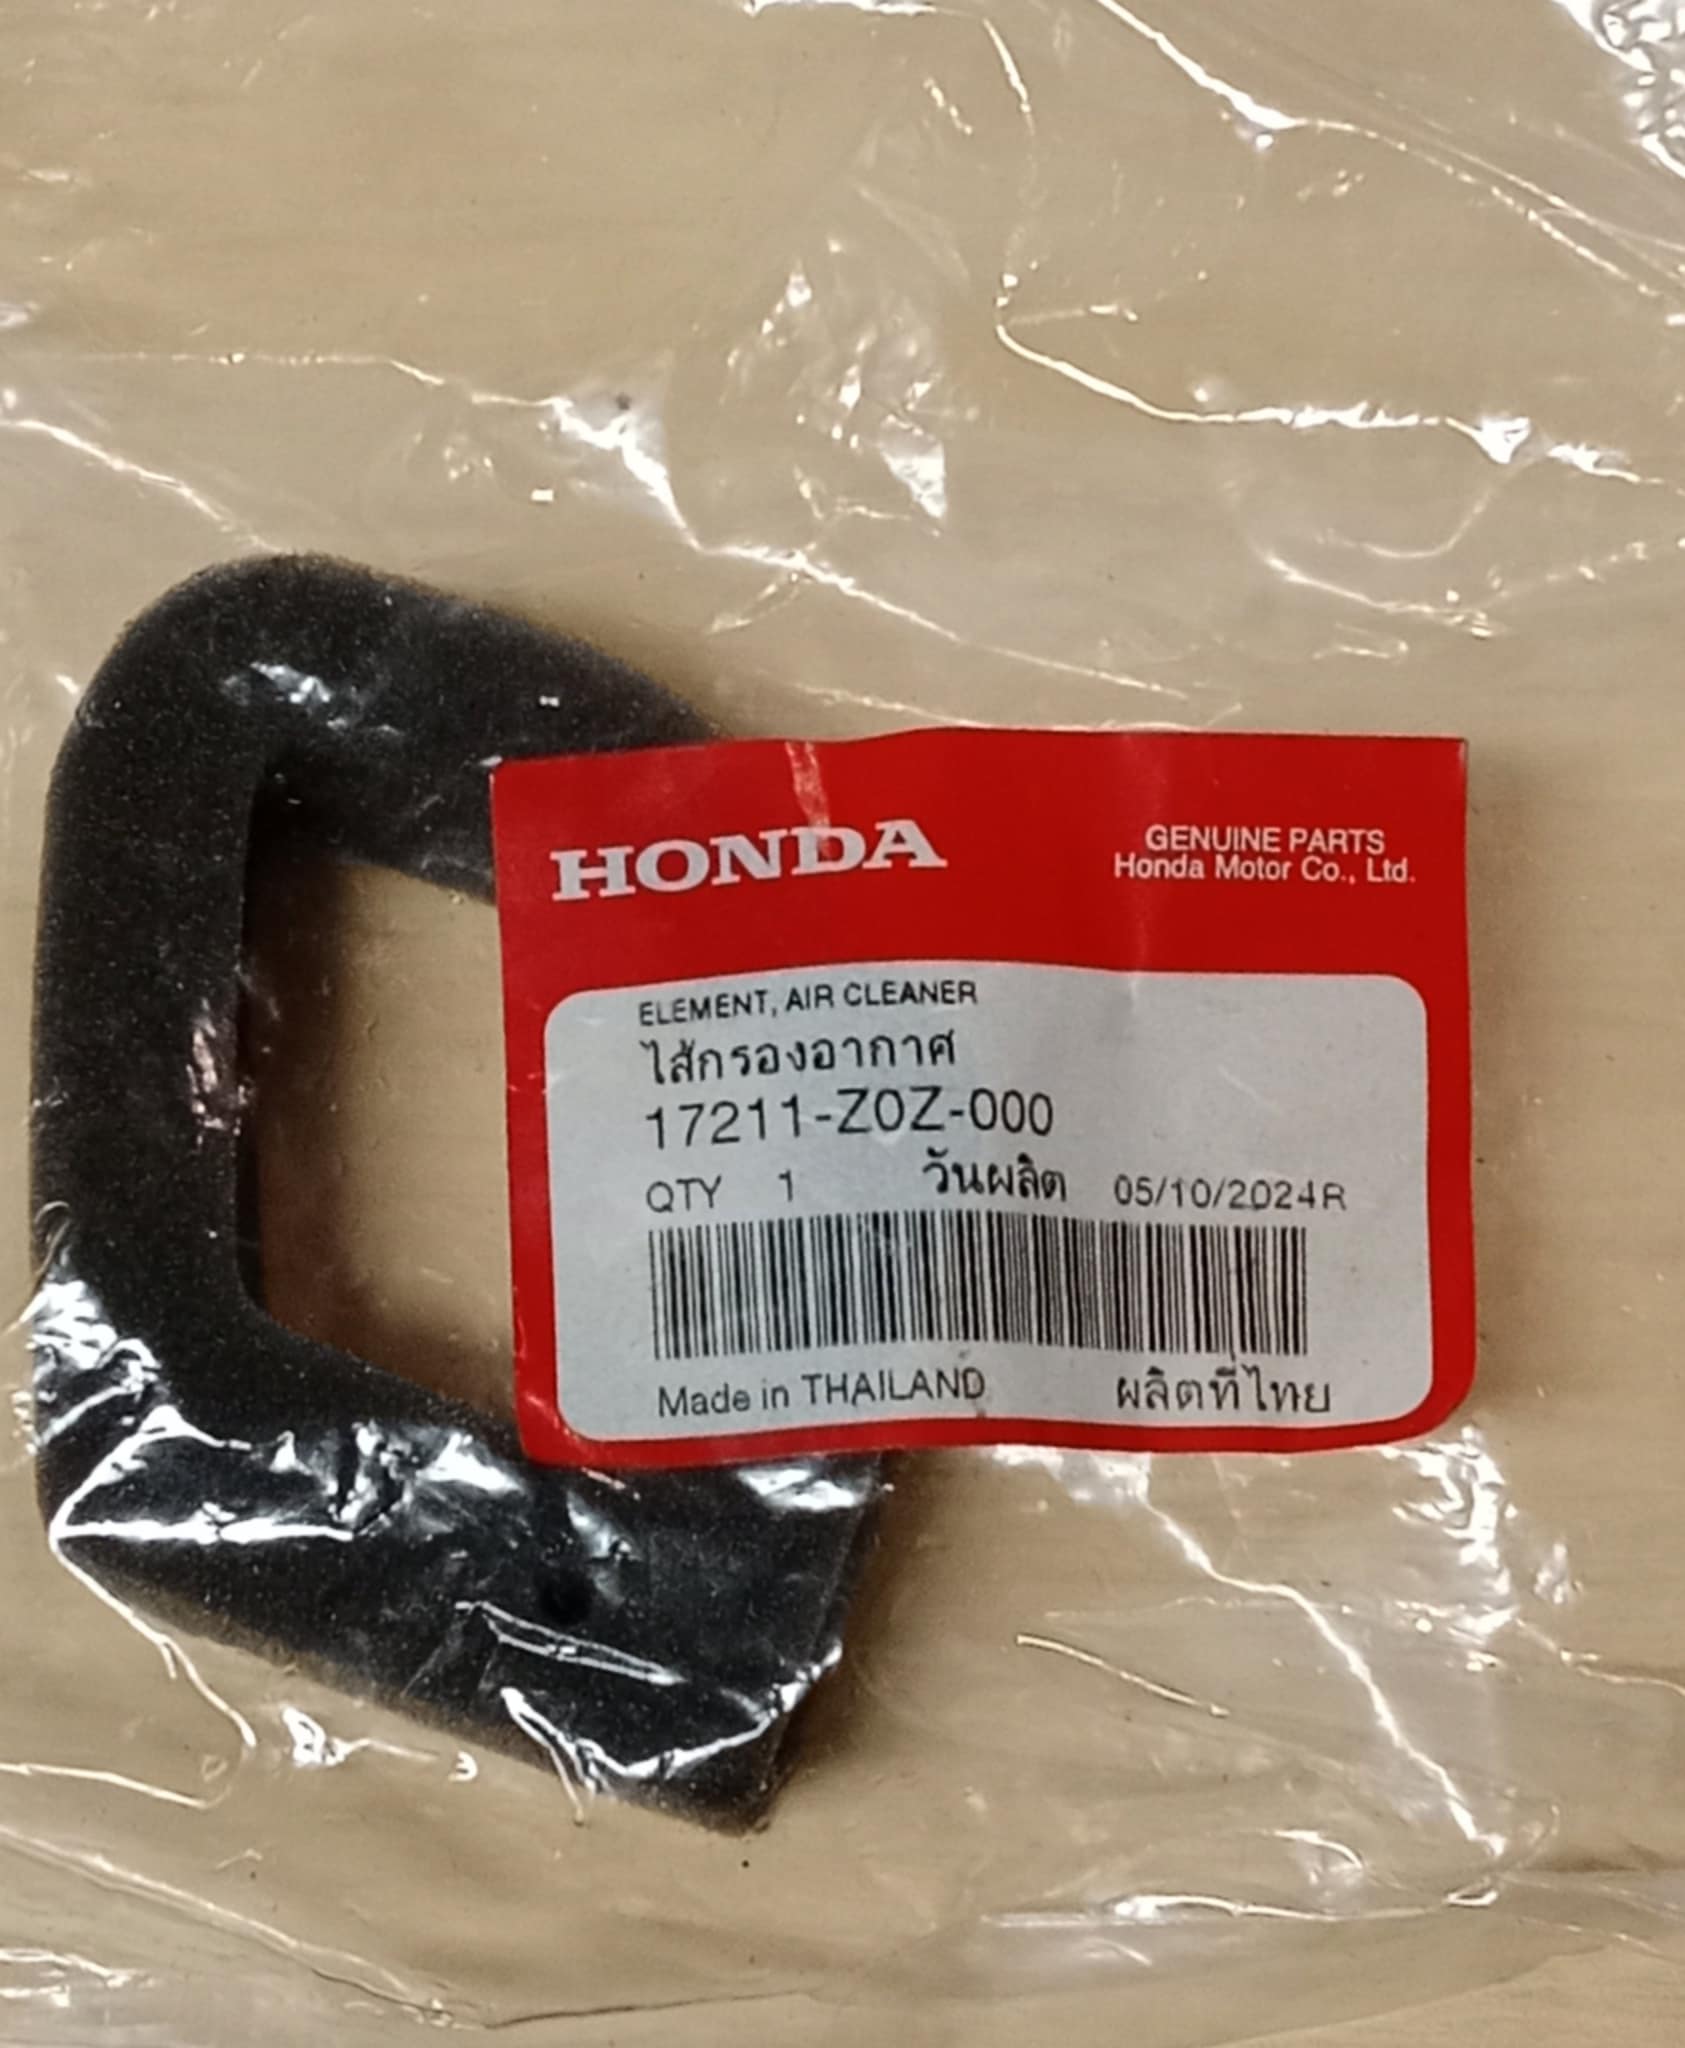 HONDA
GENUINE PARTS
Honda Motor Co., Ltd.
ELEMENT, AIR CLEANER
ไส้กรองอากาศ
17211-Z0Z-000
QTY 1 วันผลิต 05/10/2024R
Made in THAILAND ผลิตที่ไทย